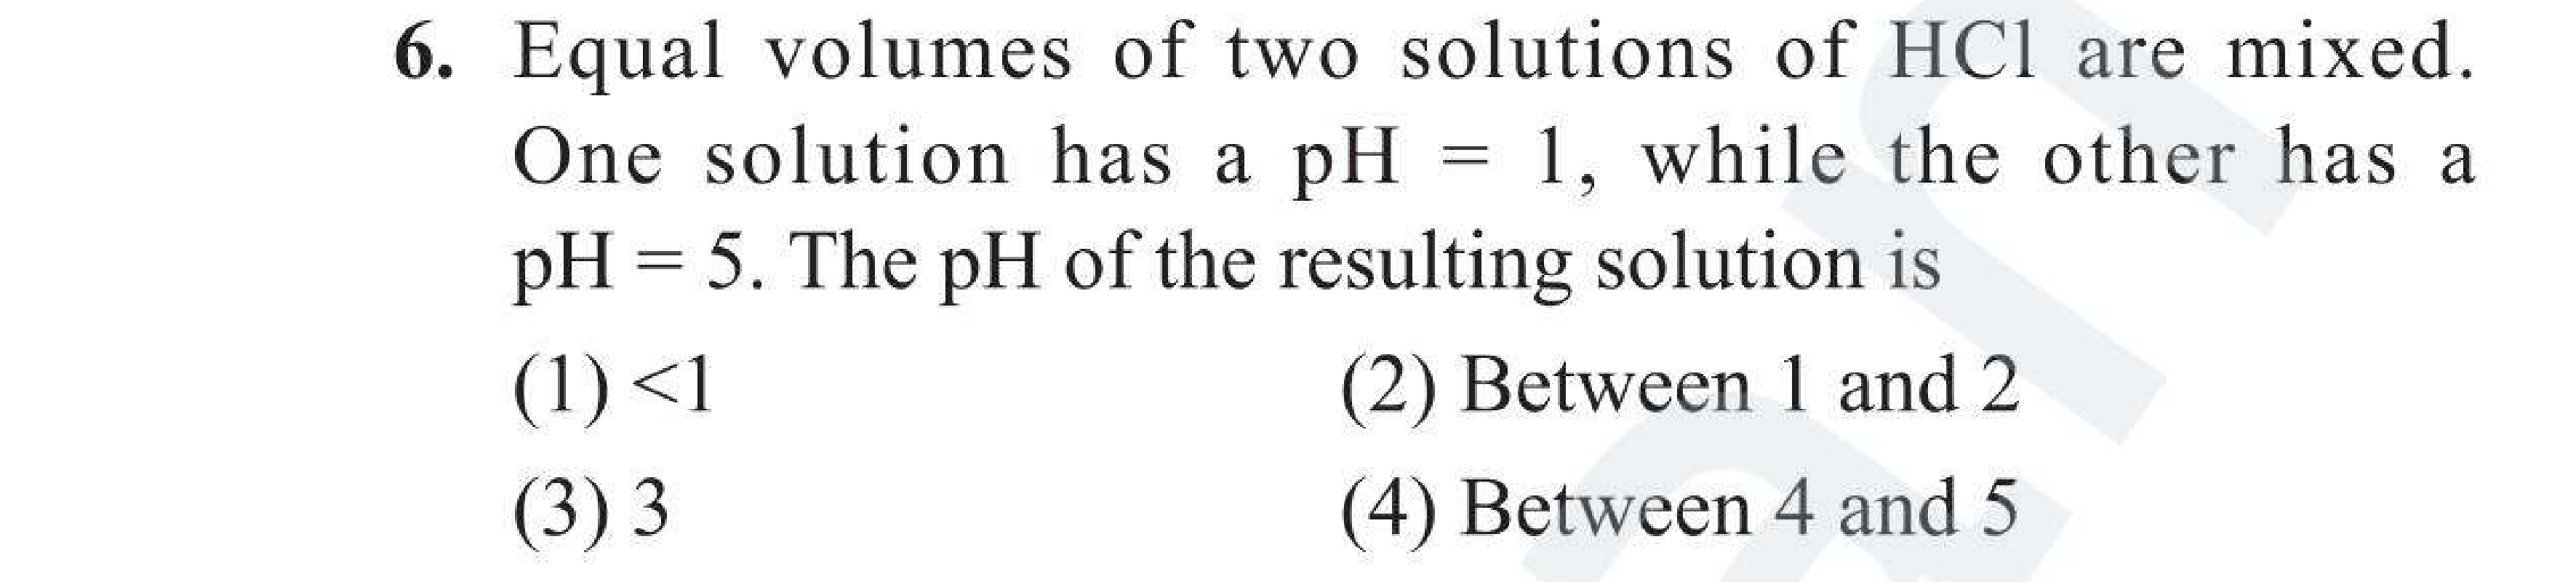 6. Equal volumes of two solutions of HCl are mixed.
One solution has a pH = 1, while the other has a
pH = 5. The pH of the resulting solution is
(1) <1 (2) Between 1 and 2
(3) 3 (4) Between 4 and 5